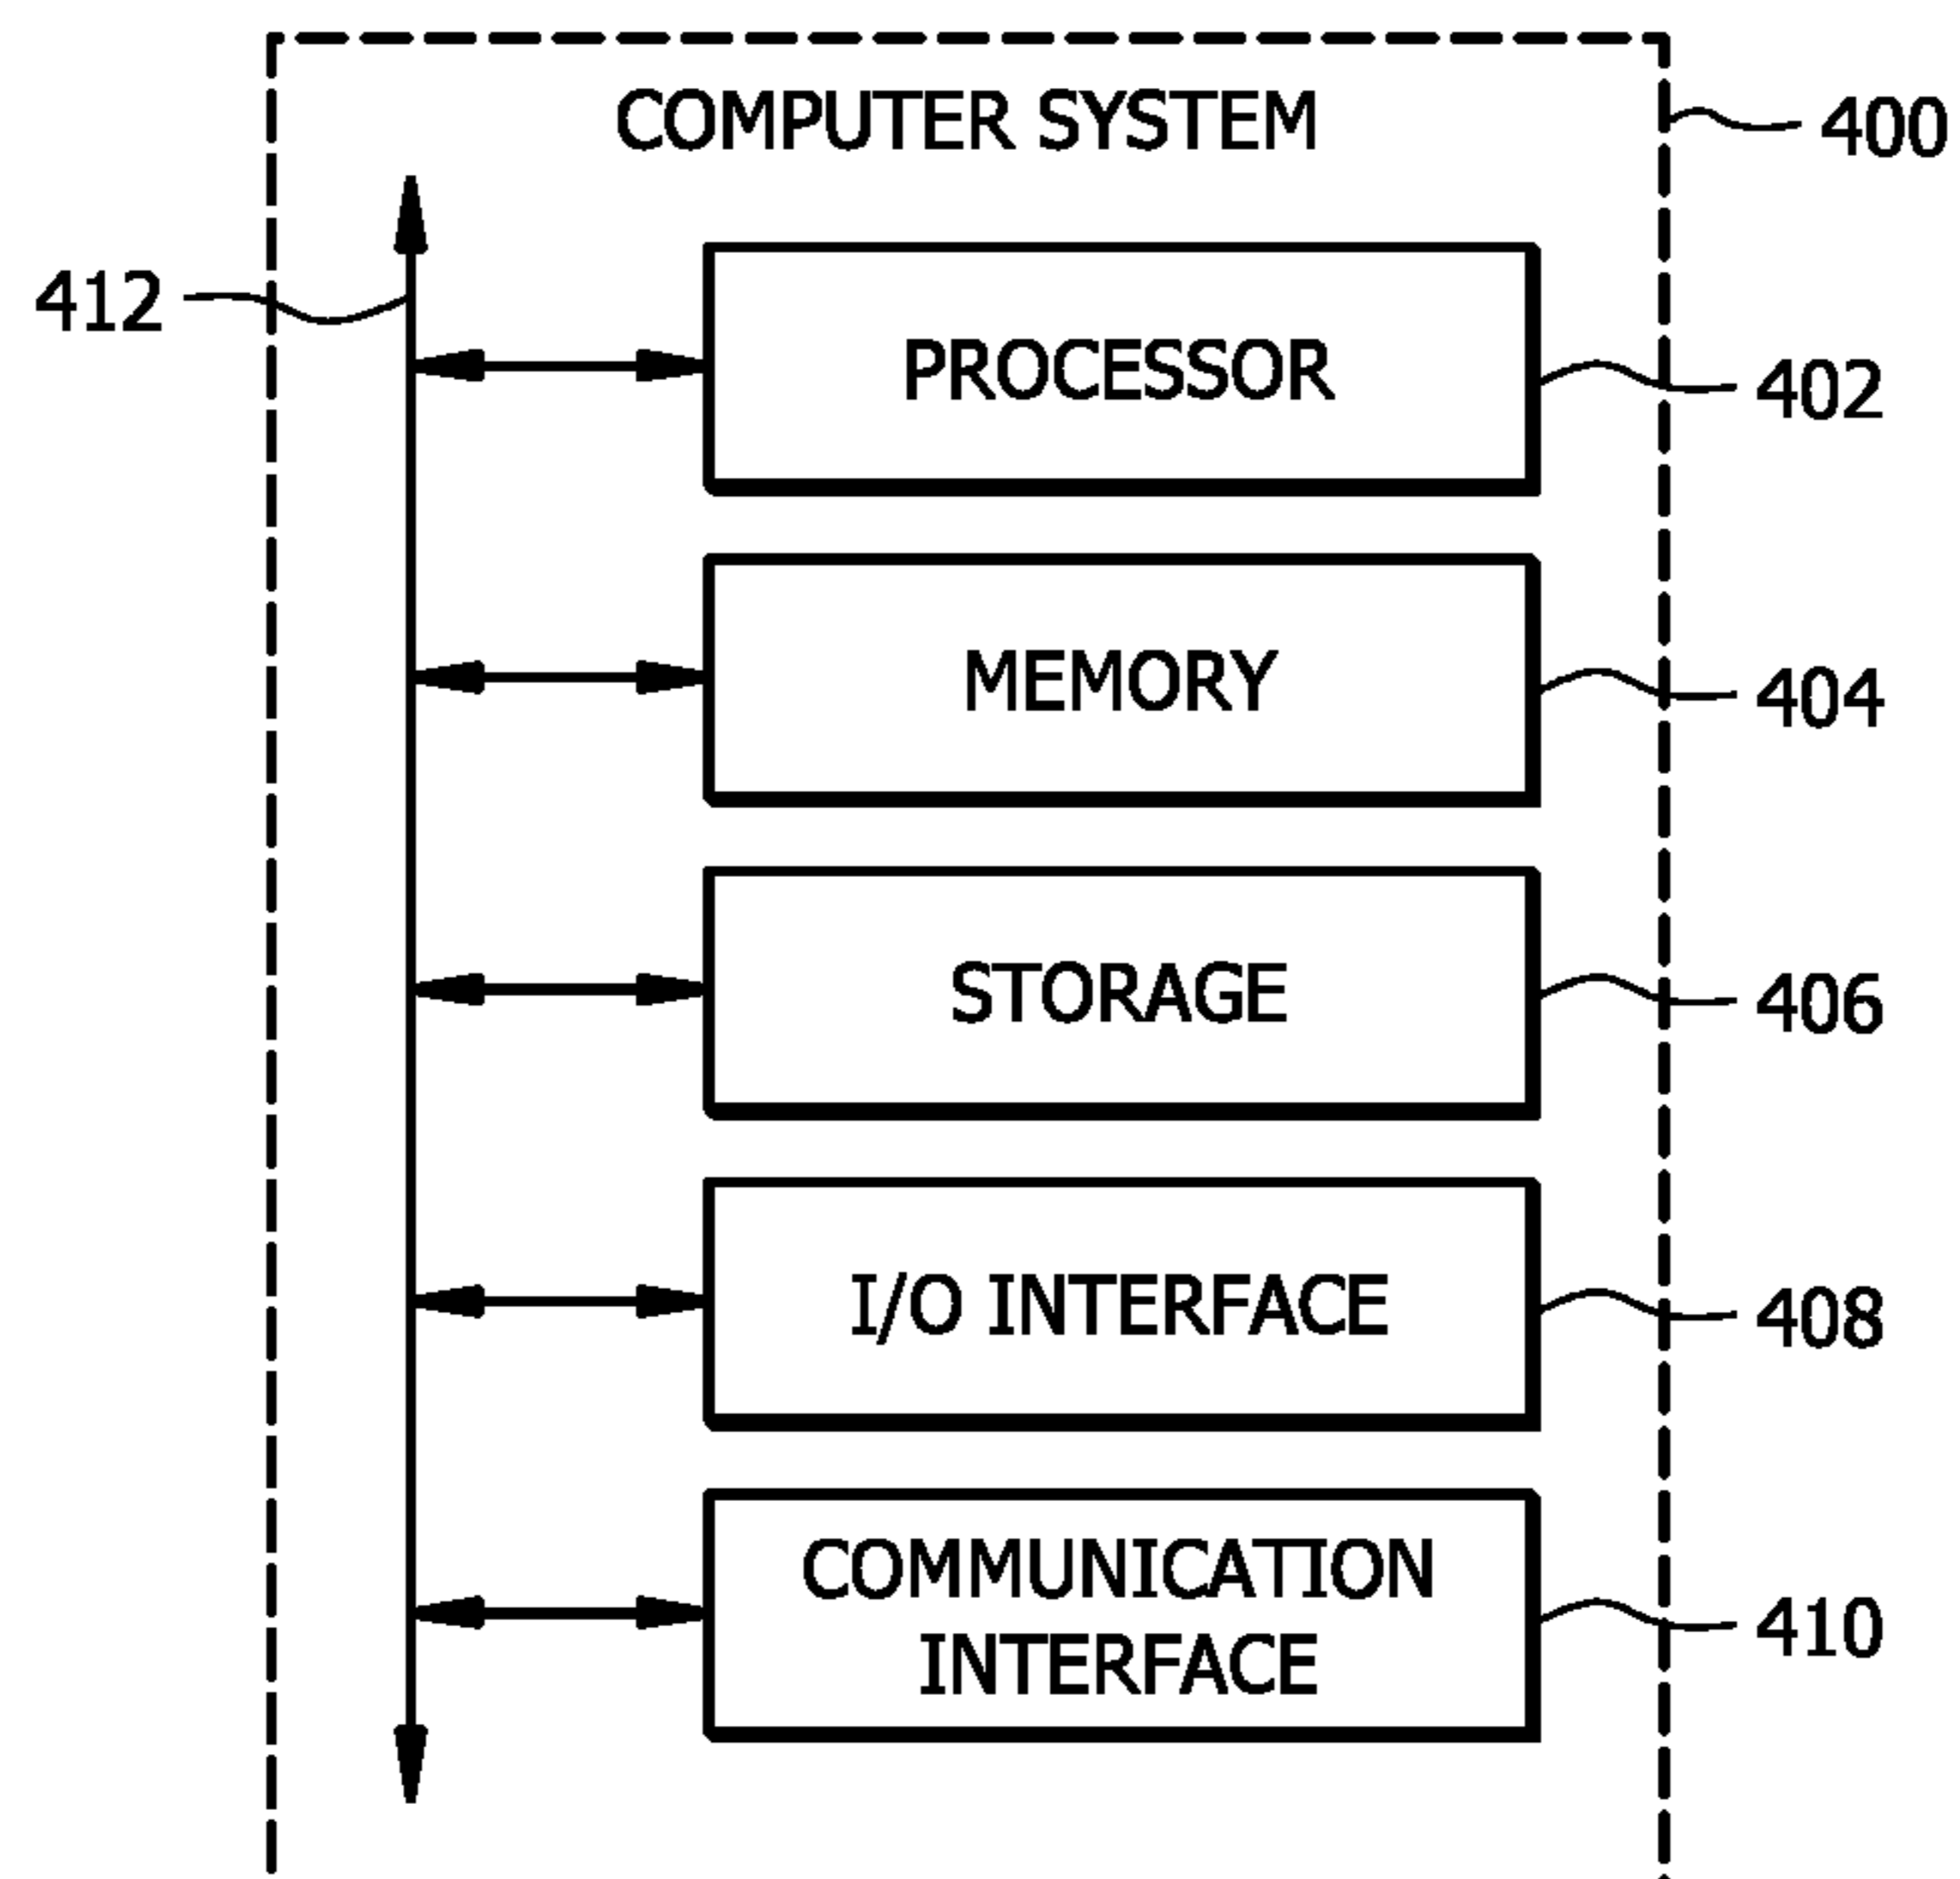 COMPUTER SYSTEM
400
412
PROCESSOR
402
MEMORY
404
STORAGE
406
I/O INTERFACE
408
COMMUNICATION
INTERFACE
410